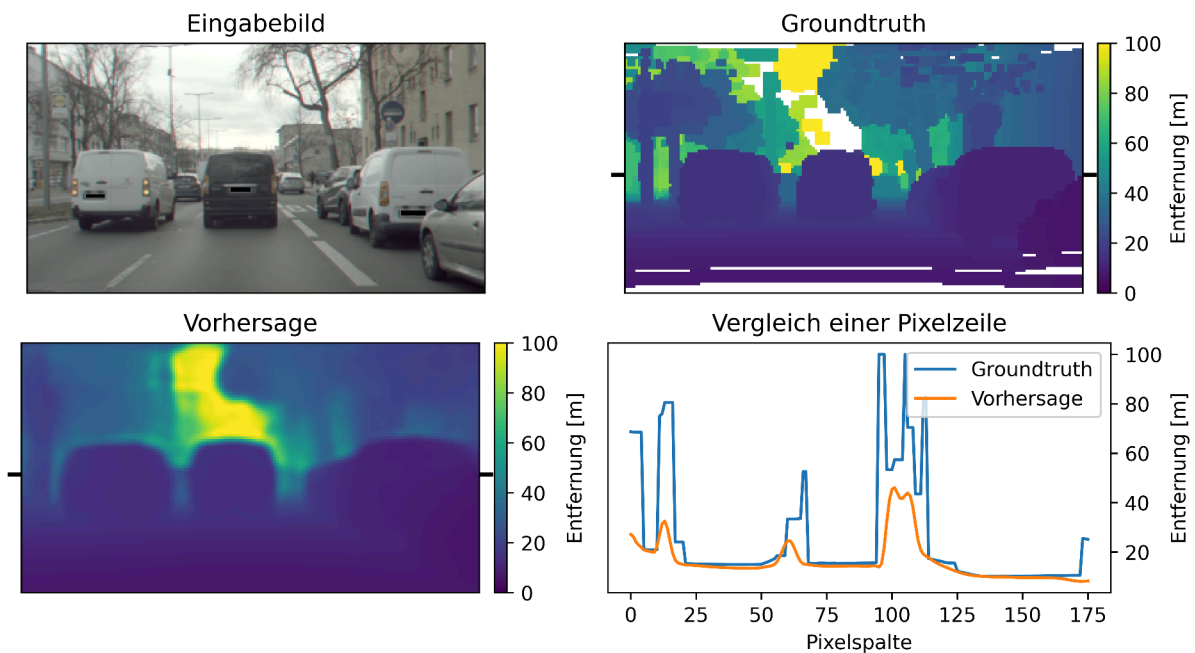 Eingabebild
Groundtruth
100
80
60
40
20
0
Entfernung [m]
Vorhersage
100
80
60
40
20
0
Entfernung [m]
Vergleich einer Pixelzeile
Groundtruth
Vorhersage
100
80
60
40
20
Entfernung [m]
0 25 50 75 100 125 150 175
Pixelspalte